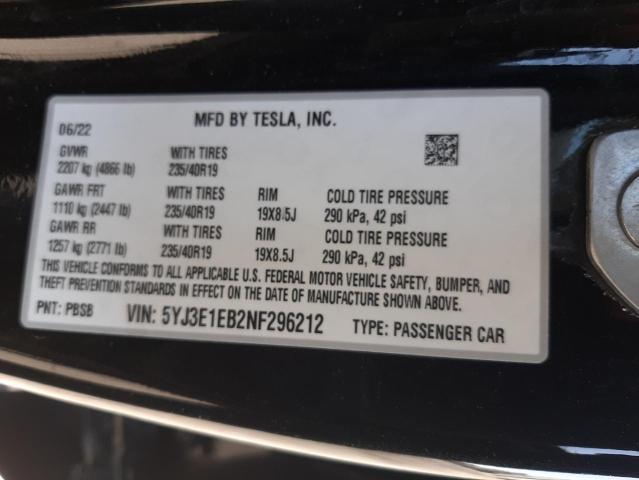 MFD BY TESLA, INC.
06/22
GVWR WITH TIRES
2207 kg (4866 lb) 235/40R19
GAWR FRT WITH TIRES RIM COLD TIRE PRESSURE
1110 kg (2447 lb) 235/40R19 19X8.5J 290 kPa, 42 psi
GAWR RR WITH TIRES RIM COLD TIRE PRESSURE
1257 kg (2771 lb) 235/40R19 19X8.5J 290 kPa, 42 psi
THIS VEHICLE CONFORMS TO ALL APPLICABLE U.S. FEDERAL MOTOR VEHICLE SAFETY, BUMPER, AND
THEFT PREVENTION STANDARDS IN EFFECT ON THE DATE OF MANUFACTURE SHOWN ABOVE.
PNT: PBSB VIN: 5YJ3E1EB2NF296212 TYPE: PASSENGER CAR